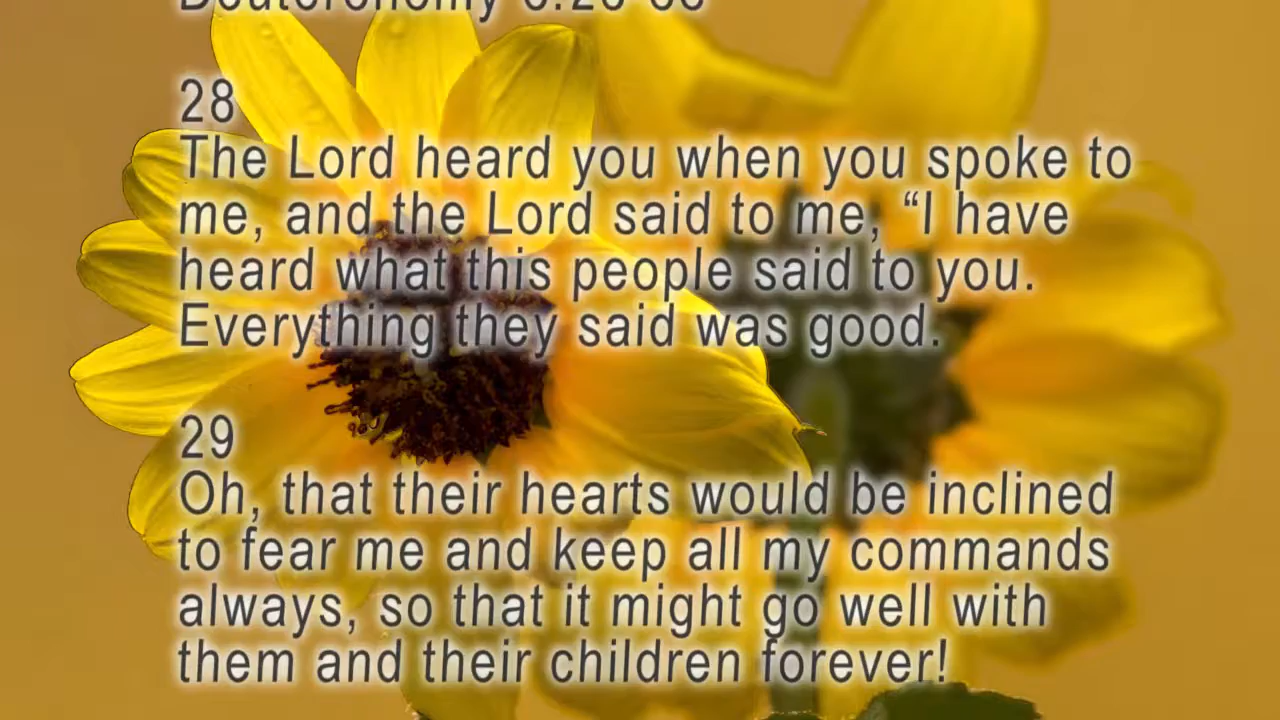 Deuteronomy
28
The Lord heard you when you spoke to
me, and the Lord said to me, “I have
heard what this people said to you.
Everything they said was good.
29
Oh, that their hearts would be inclined
to fear me and keep all my commands
always, so that it might go well with
them and their children forever!